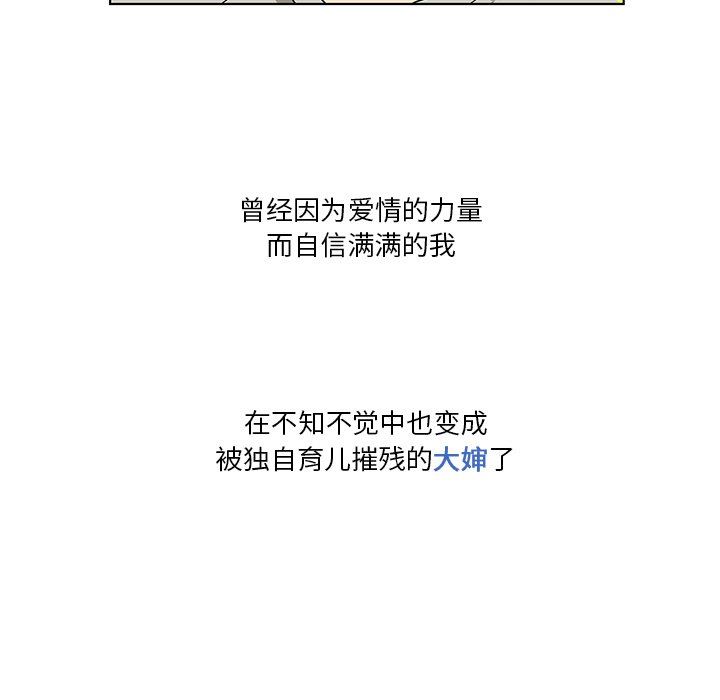 曾经因为爱情的力量
而自信满满的我
在不知不觉中也变成
被独自育儿摧残的大婶了